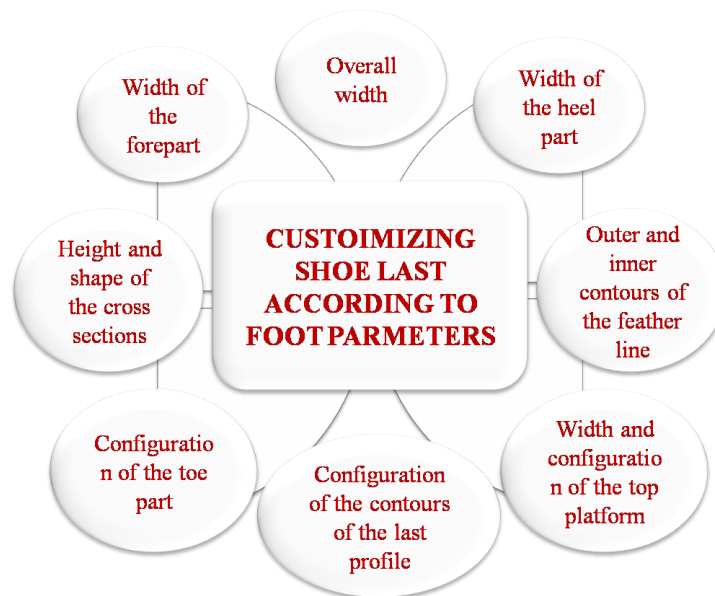 Overall
width
Width of
the
forepart
Width of
the heel
part
Height and
shape of
the cross
sections
CUSTOIMIZING
SHOE LAST
ACCORDING TO
FOOT PARMETERS
Outer and
inner
contours of
the feather
line
Configuratio
n of the toe
part
Configuration
of the contours
of the last
profile
Width and
configuratio
n of the top
platform